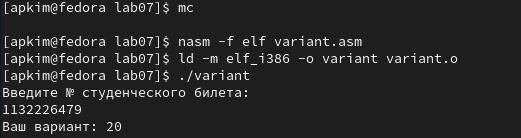 [apkim@fedora lab07]$ mc
[apkim@fedora lab07]$ nasm -f elf variant.asm
[apkim@fedora lab07]$ ld -m elf_i386 -o variant variant.o
[apkim@fedora lab07]$ ./variant
Введите № студенческого билета:
1132226479
Ваш вариант: 20